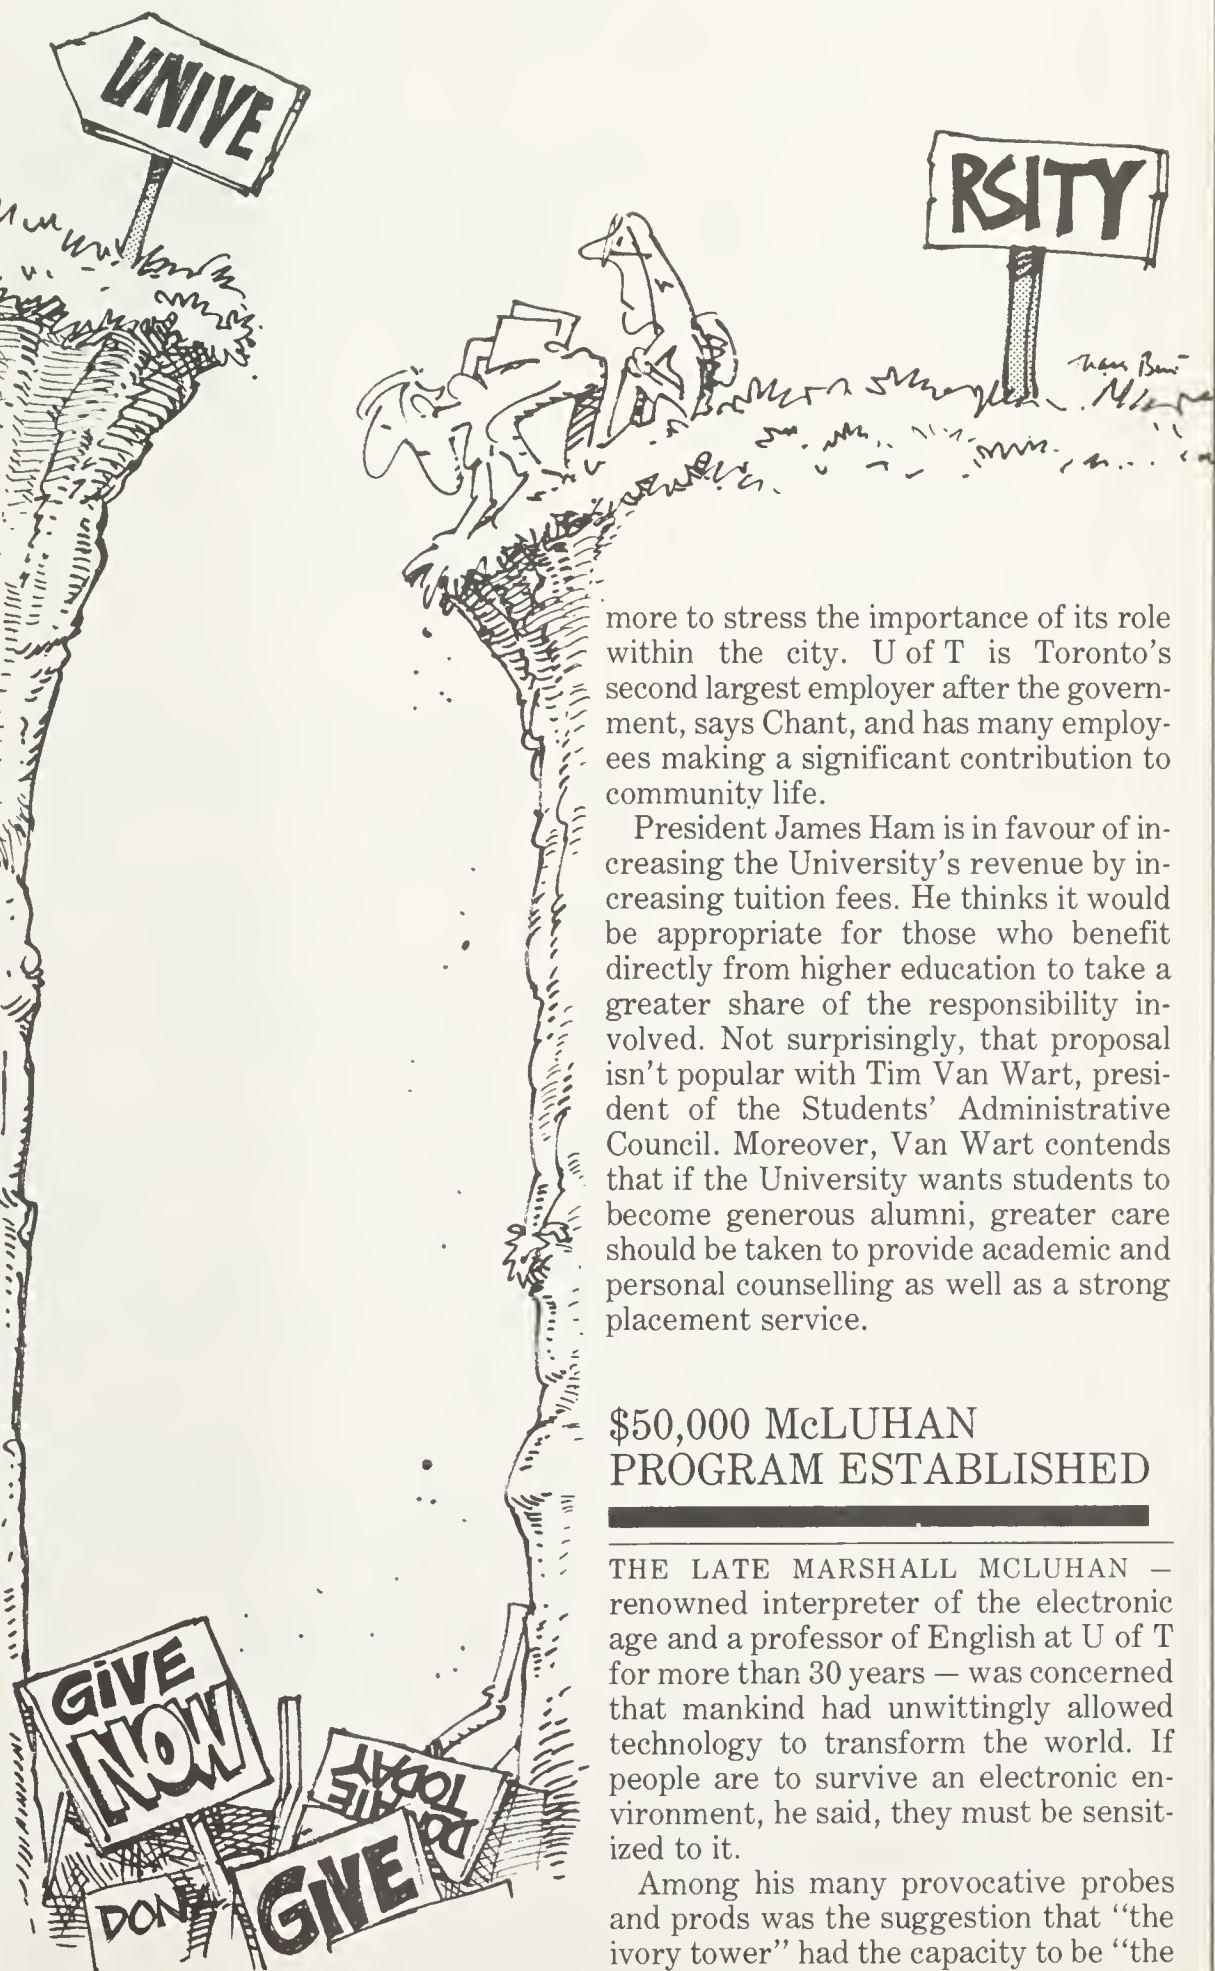 UNIVE
RSITY
more to stress the importance of its role
within the city. U of T is Toronto's
second largest employer after the govern-
ment, says Chant, and has many employ-
ees making a significant contribution to
community life.
President James Ham is in favour of in-
creasing the University's revenue by in-
creasing tuition fees. He thinks it would
be appropriate for those who benefit
directly from higher education to take a
greater share of the responsibility in-
volved. Not surprisingly, that proposal
isn't popular with Tim Van Wart, presi-
dent of the Students' Administrative
Council. Moreover, Van Wart contends
that if the University wants students to
become generous alumni, greater care
should be taken to provide academic and
personal counselling as well as a strong
placement service.
$50,000 McLUHAN
PROGRAM ESTABLISHED
THE LATE MARSHALL MCLUHAN —
renowned interpreter of the electronic
age and a professor of English at U of T
for more than 30 years — was concerned
that mankind had unwittingly allowed
technology to transform the world. If
people are to survive an electronic en-
vironment, he said, they must be sensit-
ized to it.
Among his many provocative probes
and prods was the suggestion that "the
ivory tower" had the capacity to be "the
GiVE
NOW
DO ATE
TODAY
DON
GIVE